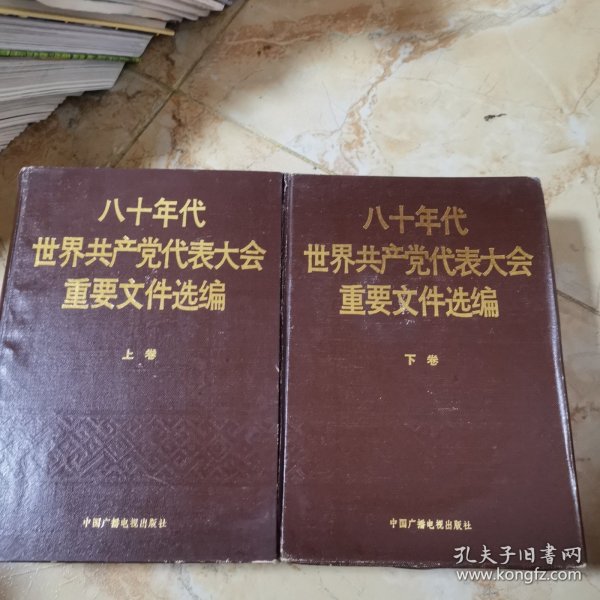 八十年代
世界共产党代表大会
重要文件选编
上卷
中国广播电视出版社
八十年代
世界共产党代表大会
重要文件选编
下卷
中国广播电视出版社
孔夫子旧书网
www.kongfz.com